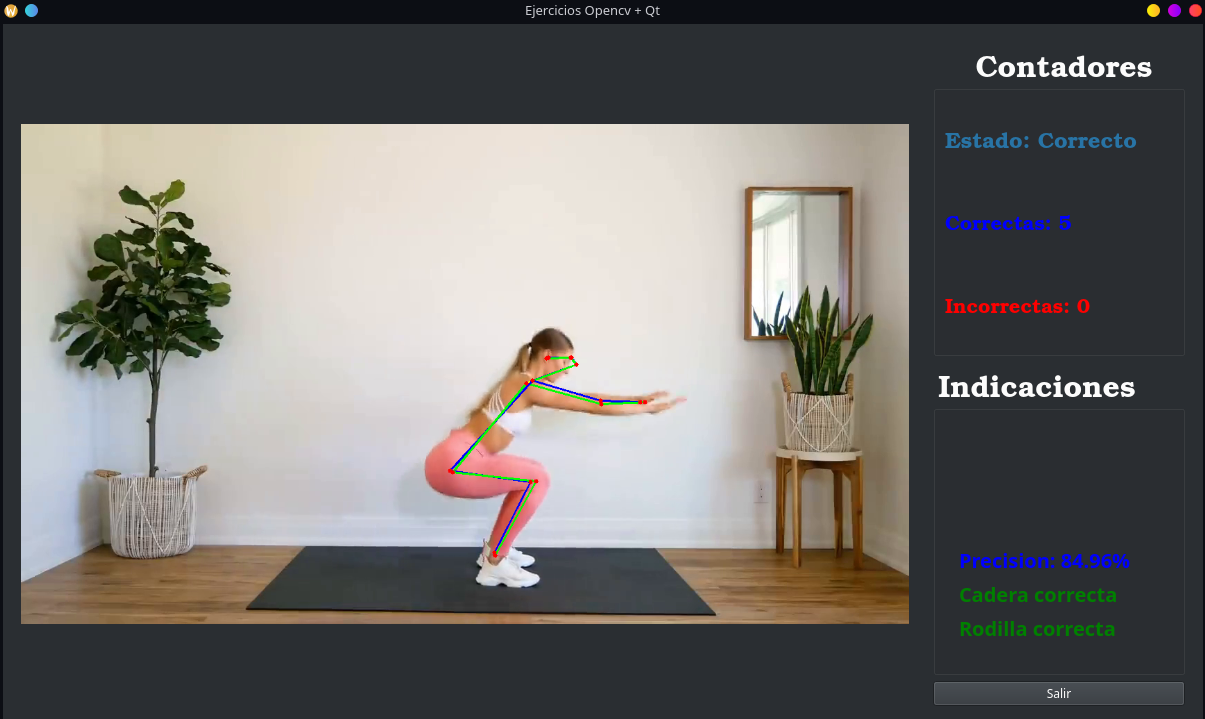 Ejercicios Opencv + Qt
Contadores
Estado: Correcto
Correctas: 5
Incorrectas: 0
Indicaciones
Precision: 84.96%
Cadera correcta
Rodilla correcta
Salir